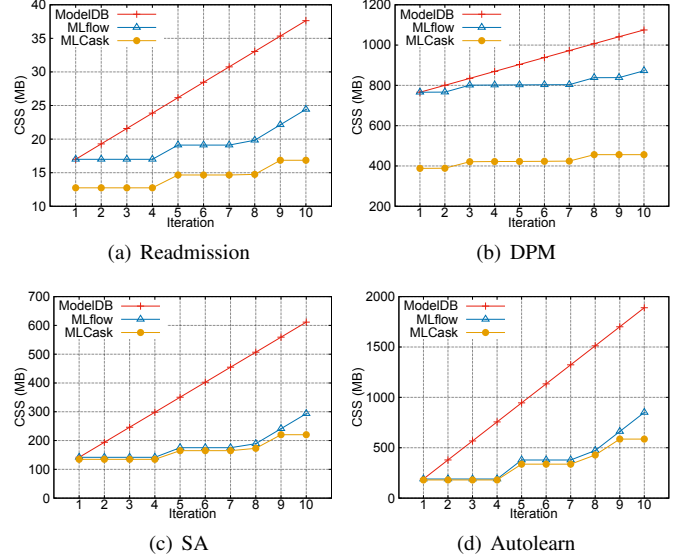 40
35
30
25
20
15
10
CSS (MB)
ModelDB
MLflow
MLCask
1 2 3 4 5 6 7 8 9 10
Iteration
(a) Readmission
1200
1000
800
600
400
200
CSS (MB)
ModelDB
MLflow
MLCask
1 2 3 4 5 6 7 8 9 10
Iteration
(b) DPM
700
600
500
400
300
200
100
0
CSS (MB)
ModelDB
MLflow
MLCask
1 2 3 4 5 6 7 8 9 10
Iteration
(c) SA
2000
1500
1000
500
0
CSS (MB)
ModelDB
MLflow
MLCask
1 2 3 4 5 6 7 8 9 10
Iteration
(d) Autolearn